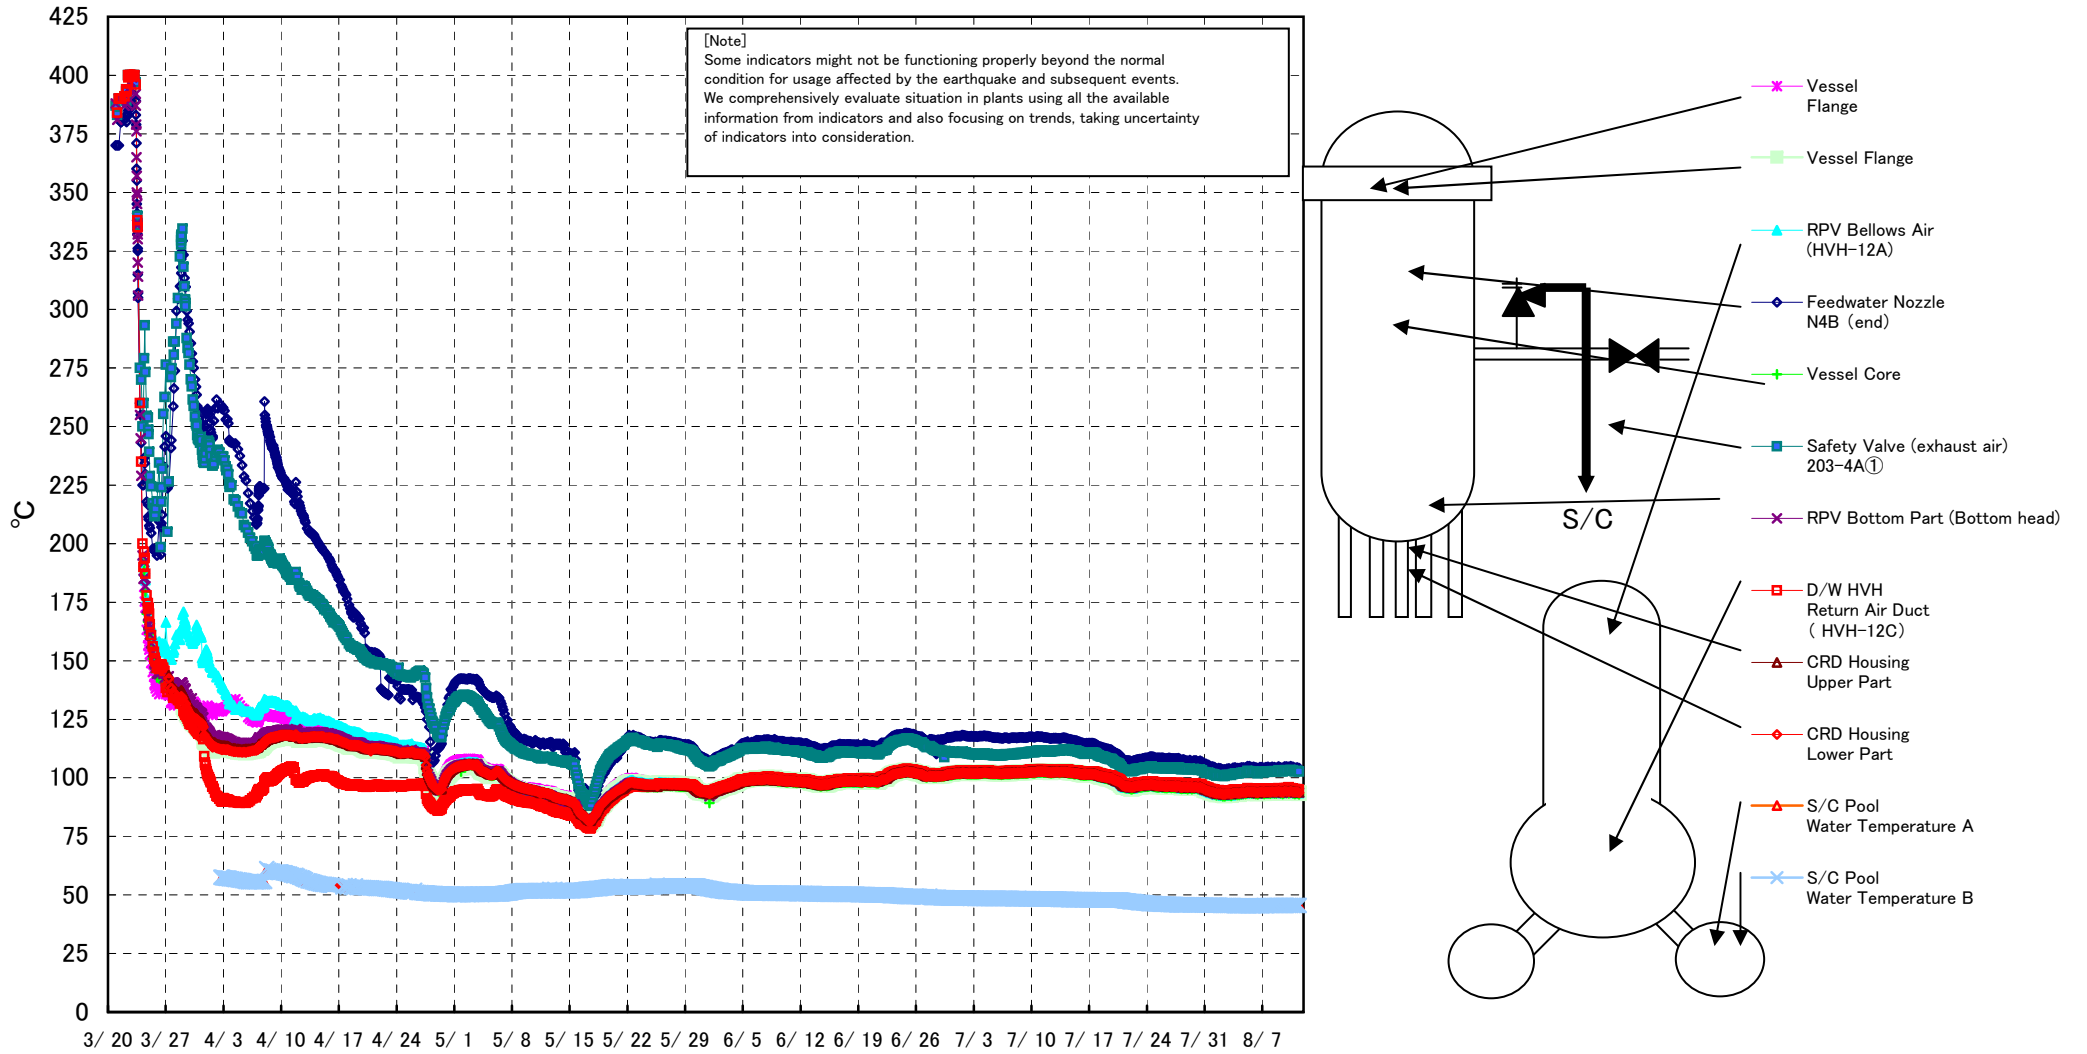 425
400
375
350
325
300
275
250
225
200
175
150
125
100
75
50
25
0
℃
3/ 20 3/ 27 4/ 3 4/ 10 4/ 17 4/ 24 5/ 1 5/ 8 5/ 15 5/ 22 5/ 29 6/ 5 6/ 12 6/ 19 6/ 26 7/ 3 7/ 10 7/ 17 7/ 24 7/ 31 8/ 7
[Note]
Some indicators might not be functioning properly beyond the normal
condition for usage affected by the earthquake and subsequent events.
We comprehensively evaluate situation in plants using all the available
information from indicators and also focusing on trends, taking uncertainty
of indicators into consideration.
S/C
Vessel
Flange
Vessel Flange
RPV Bellows Air
(HVH-12A)
Feedwater Nozzle
N4B (end)
Vessel Core
Safety Valve (exhaust air)
203-4A①
RPV Bottom Part (Bottom head)
D/W HVH
Return Air Duct
( HVH-12C)
CRD Housing
Upper Part
CRD Housing
Lower Part
S/C Pool
Water Temperature A
S/C Pool
Water Temperature B